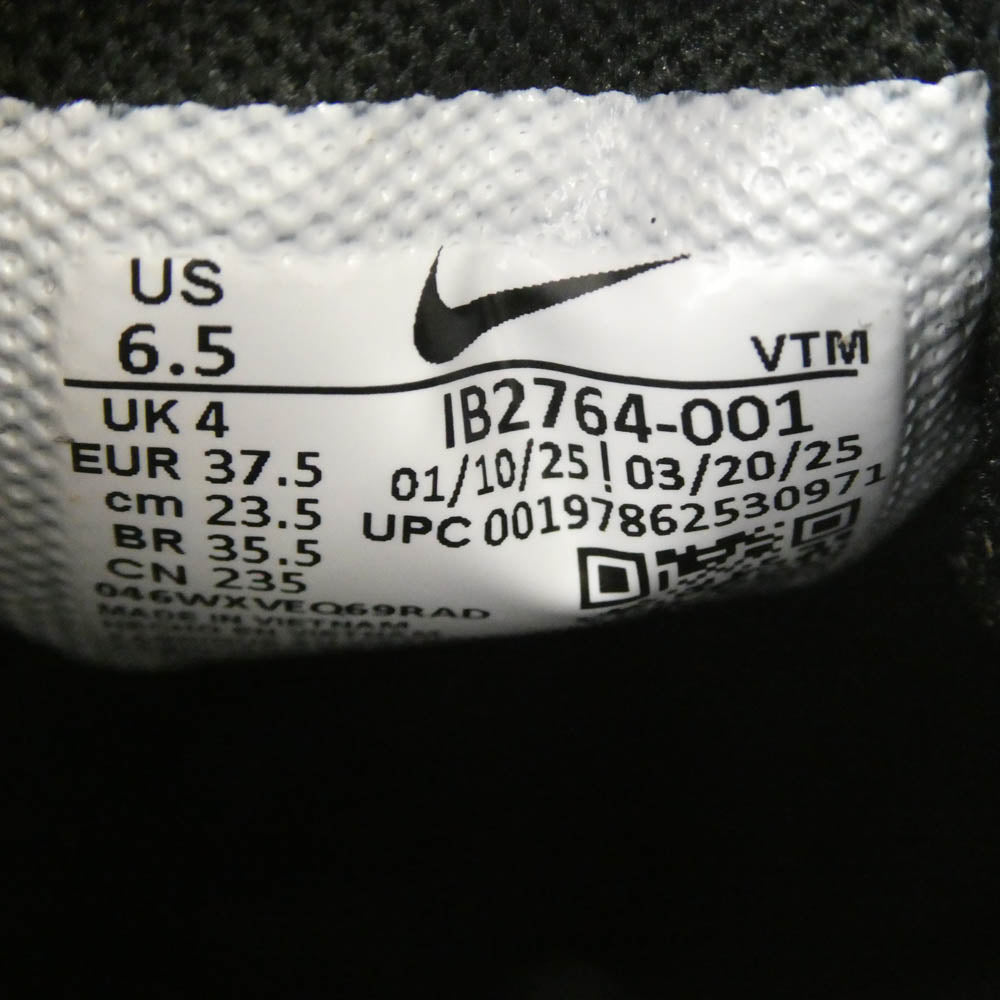 US
6.5
VTM
UK 4
IB2764-001
EUR 37.5
01/10/25! 03/20/25
cm 23.5
UPC 00197862530971
BR 35.5
CN 235
046WXVEQ69RAD
MADE IN VIETNAM